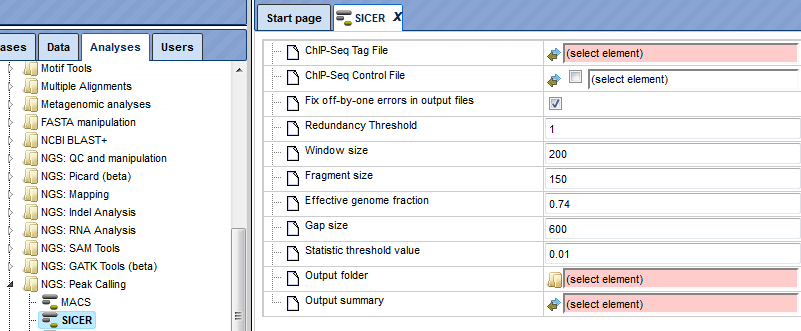 ases Data Analyses Users
Motif Tools
Multiple Alignments
Metagenomic analyses
FASTA manipulation
NCBI BLAST+
NGS: QC and manipulation
NGS: Picard (beta)
NGS: Mapping
NGS: Indel Analysis
NGS: RNA Analysis
NGS: SAM Tools
NGS: GATK Tools (beta)
NGS: Peak Calling
MACS
SICER
Start page SICER X
ChIP-Seq Tag File (select element)
ChIP-Seq Control File (select element)
Fix off-by-one errors in output files
Redundancy Threshold 1
Window size 200
Fragment size 150
Effective genome fraction 0.74
Gap size 600
Statistic threshold value 0.01
Output folder (select element)
Output summary (select element)